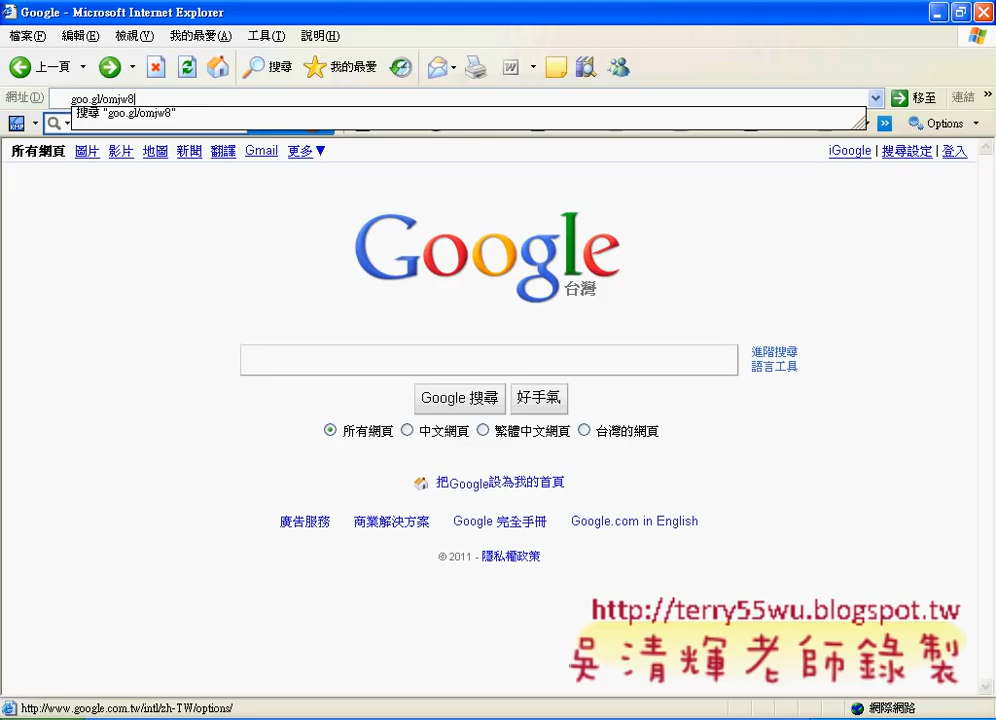 Google - Microsoft Internet Explorer
檔案(F) 編輯(E) 檢視(V) 我的最愛(A) 工具(T) 說明(H)
上一頁 搜尋 我的最愛
網址(D) goo.gl/omjw8 移至 連結 »
搜尋 "goo.gl/omjw8"
» Options
所有網頁 圖片 影片 地圖 新聞 翻譯 Gmail 更多▼ iGoogle | 搜尋設定 | 登入
Google
台灣
進階搜尋
語言工具
Google 搜尋 好手氣
所有網頁 中文網頁 繁體中文網頁 台灣的網頁
把Google設為我的首頁
廣告服務 商業解決方案 Google 完全手冊 Google.com in English
© 2011 - 隱私權政策
http://terry55wu.blogspot.tw
吳清輝老師錄製
http://www.google.com.tw/intl/zh-TW/options/ 網際網路